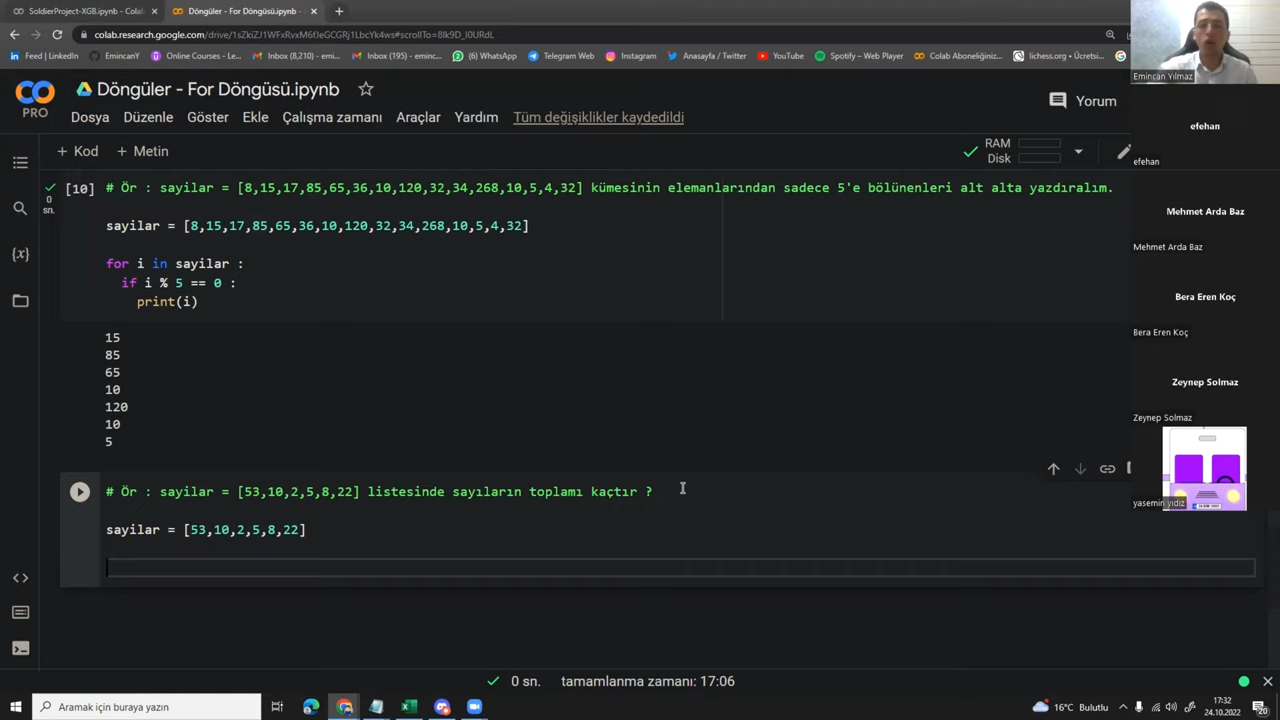 SoldierProject-XGB.ipynb - Colab
Döngüler - For Döngüsü.ipynb -
colab.research.google.com/drive/1sZkiZJ1WFxRvxM6fJeGCGRj1LbcYk4ws#scrollTo=8Ik9D_I0URdL
Feed | LinkedIn
EmincanY
Online Courses - Le...
Inbox (8,210) - emi...
Inbox (195) - eminc...
(6) WhatsApp
Telegram Web
Instagram
Anasayfa / Twitter
YouTube
Spotify – Web Player
Colab Aboneliğiniz...
lichess.org • Ücretsi...
Emincan Yılmaz
Döngüler - For Döngüsü.ipynb
PRO
Dosya Düzenle Göster Ekle Çalışma zamanı Araçlar Yardım Tüm değişiklikler kaydedildi
Yorum
+ Kod + Metin
RAM
Disk
efehan
efehan
[10] # Ör : sayilar = [8,15,17,85,65,36,10,120,32,34,268,10,5,4,32] kümesinin elemanlarından sadece 5'e bölünenleri alt alta yazdıralım.
0
sn.
sayilar = [8,15,17,85,65,36,10,120,32,34,268,10,5,4,32]
for i in sayilar :
if i % 5 == 0 :
print(i)
15
85
65
10
120
10
5
Mehmet Arda Baz
Mehmet Arda Baz
Bera Eren Koç
Bera Eren Koç
Zeynep Solmaz
Zeynep Solmaz
yasemin yıdız
# Ör : sayilar = [53,10,2,5,8,22] listesinde sayıların toplamı kaçtır ?
sayilar = [53,10,2,5,8,22]
0 sn. tamamlanma zamanı: 17:06
Aramak için buraya yazın
16°C Bulutlu
17:32
24.10.2022
20